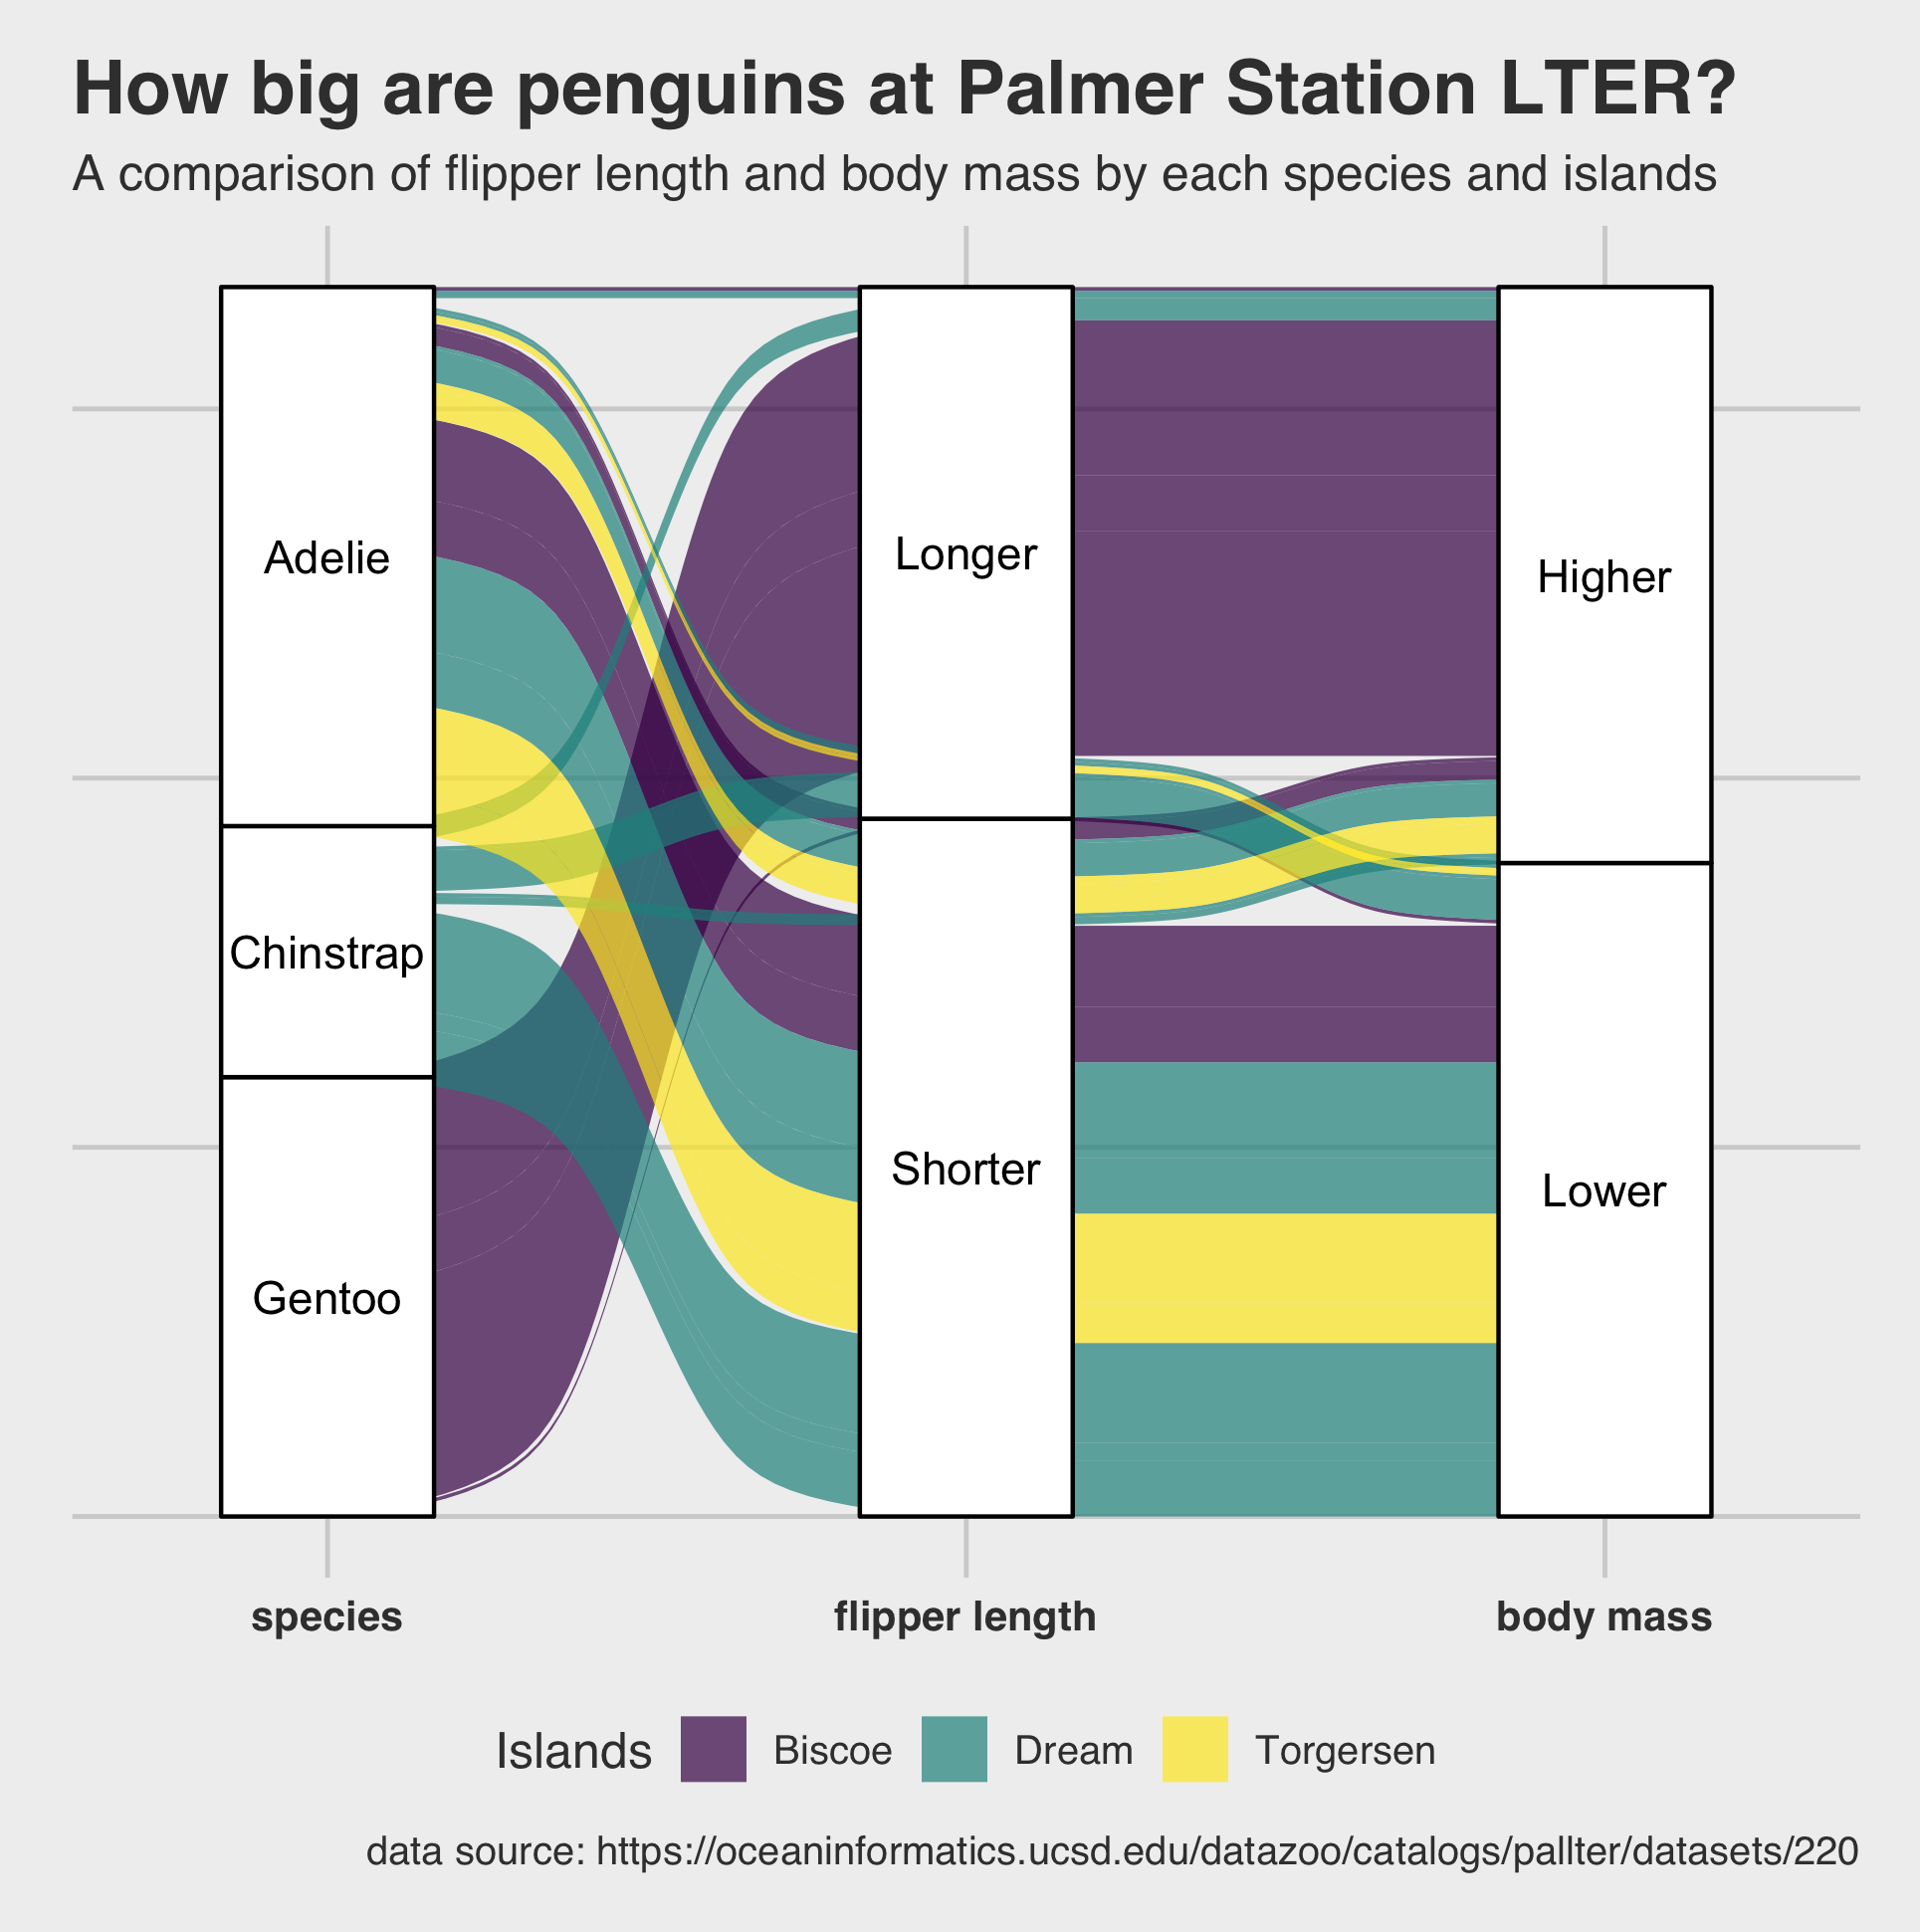 How big are penguins at Palmer Station LTER?
A comparison of flipper length and body mass by each species and islands
Adelie
Chinstrap
Gentoo
Longer
Shorter
Higher
Lower
species
flipper length
body mass
Islands
Biscoe
Dream
Torgersen
data source: https://oceaninformatics.ucsd.edu/datazoo/catalogs/pallter/datasets/220